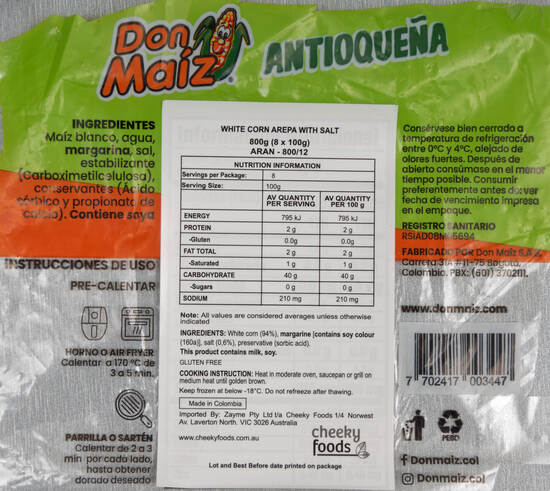 Don
Maíz
ANTIOQUEÑA
INGREDIENTES
Maíz blanco, agua,
margarina, sal,
estabilizante
(Carboximetilcelulosa),
conservantes (Ácido
sórbico y propionato de
calcio). Contiene soya
INSTRUCCIONES DE USO
PRE-CALENTAR
HORNO O AIR FRYER
Calentar a 170 °C de
3 a 5 min.
PARRILLA O SARTÉN
Calentar de 2 a 3
min por cada lado,
hasta obtener
dorado deseado
WHITE CORN AREPA WITH SALT
800g (8 x 100g)
ARAN - 800/12
NUTRITION INFORMATION
Servings per Package: 8
Serving Size: 100g
AV QUANTITY PER SERVING AV QUANTITY PER 100 g
ENERGY 795 kJ 795 kJ
PROTEIN 2 g 2 g
-Gluten 0.0g 0.0g
FAT TOTAL 2 g 2 g
-Saturated 1 g 1 g
CARBOHYDRATE 40 g 40 g
-Sugars 0 g 0 g
SODIUM 210 mg 210 mg
Note: All values are considered averages unless otherwise
indicated
INGREDIENTS: White corn (94%), margarine [contains soy colour
(160a)], salt (0,6%), preservative (sorbic acid).
This product contains milk, soy.
GLUTEN FREE
COOKING INSTRUCTION: Heat in moderate oven, saucepan or grill on
medium heat until golden brown.
Keep frozen at below -18°C. Do not refreeze after thawing.
Made in Colombia
Imported By: Zayme Pty Ltd t/a Cheeky Foods 1/4 Norwest
Av. Laverton North. VIC 3026 Australia
www.cheekyfoods.com.au
cheeky
foods
Lot and Best Before date printed on package
Consérvese bien cerrado a
temperatura de refrigeración
entre 0ºC y 4ºC, alejado de
olores fuertes. Después de
abierto consúmase en el menor
tiempo posible. Consumir
preferentemente antes de: ver
fecha de vencimiento impresa
en el empaque.
REGISTRO SANITARIO
FABRICADO POR Don Maíz S.A.S.
Carrera 31A # 11-75 Bogotá,
Colombia. PBX: (601) 3702111.
www.donmaiz.com
7 702417 003447
PEBD
Donmaiz.col
Donmaiz.col